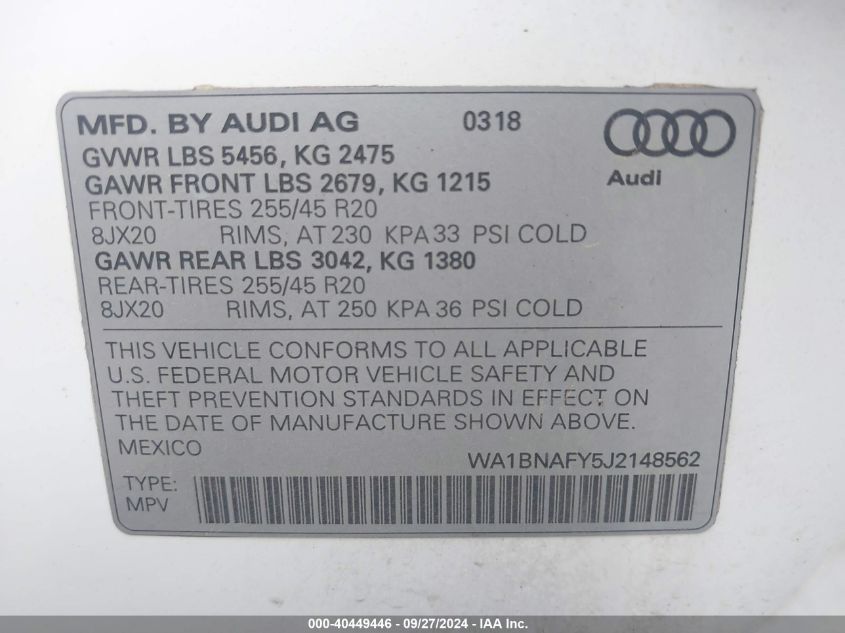 MFD. BY AUDI AG 0318
GVWR LBS 5456, KG 2475
GAWR FRONT LBS 2679, KG 1215
Audi
FRONT-TIRES 255/45 R20
8JX20 RIMS, AT 230 KPA 33 PSI COLD
GAWR REAR LBS 3042, KG 1380
REAR-TIRES 255/45 R20
8JX20 RIMS, AT 250 KPA 36 PSI COLD
THIS VEHICLE CONFORMS TO ALL APPLICABLE
U.S. FEDERAL MOTOR VEHICLE SAFETY AND
THEFT PREVENTION STANDARDS IN EFFECT ON
THE DATE OF MANUFACTURE SHOWN ABOVE.
MEXICO
WA1BNAFY5J2148562
TYPE:
MPV
000-40449446 - 09/27/2024 - IAA Inc.